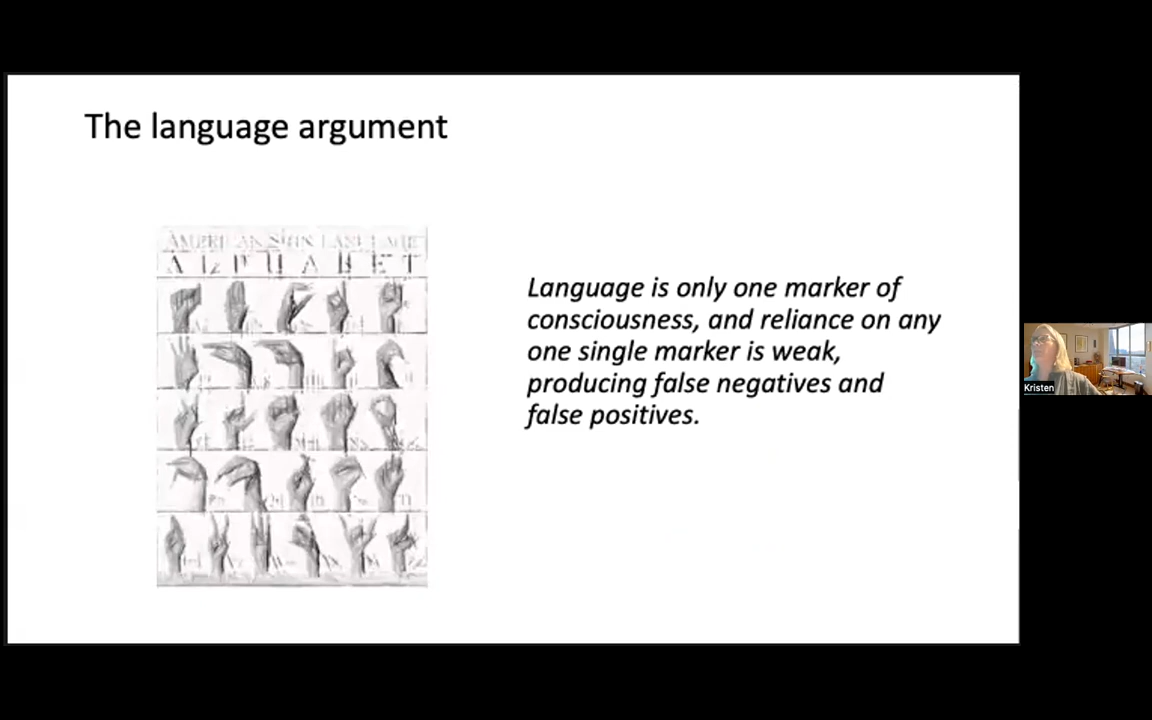 The language argument
AMERICAN SIGN LANGUAGE
ALPHABET
Language is only one marker of
consciousness, and reliance on any
one single marker is weak,
producing false negatives and
false positives.
Kristen